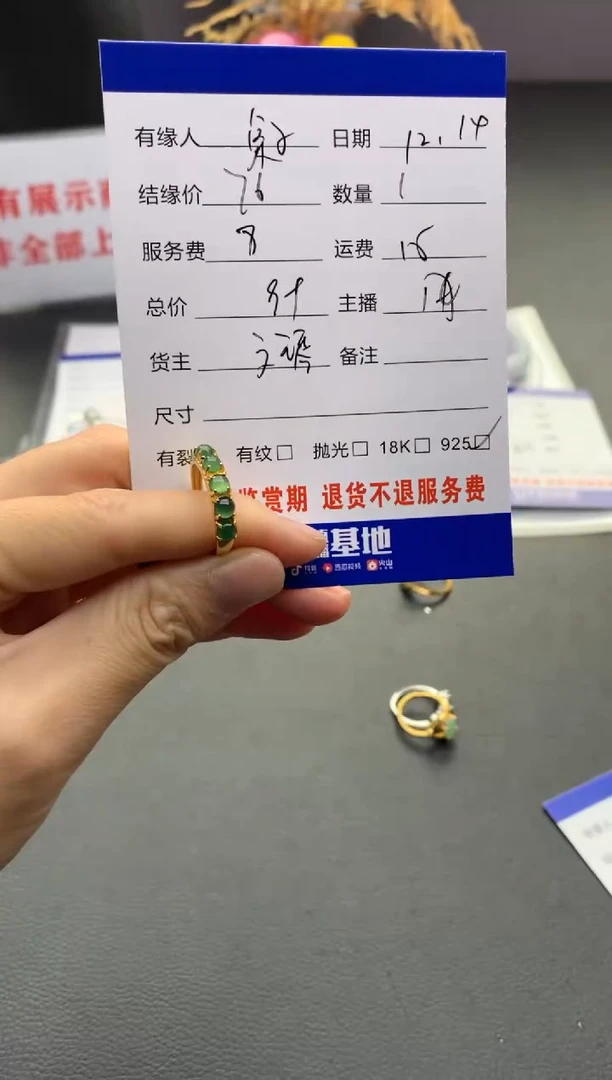 有缘人 日期 12.14
结缘价 76 数量 1
服务费 8 运费 15
总价 主播
货主 备注
尺寸
有裂 有纹 抛光 18K 925
鉴赏期 退货不退服务费
基地
抖音 西瓜视频 火山
有展示
非全部上